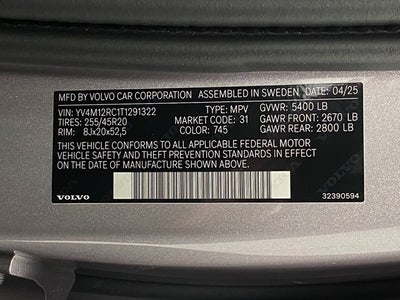 MFD. BY VOLVO CAR CORPORATION ASSEMBLED IN SWEDEN DATE: 04/25
VIN: YV4M12RC1T1291322 TYPE: MPV GVWR: 5400 LB
TIRES: 255/45R20 MARKET CODE: 31 GAWR FRONT: 2670 LB
RIM: 8Jx20x52,5 COLOR: 745 GAWR REAR: 2800 LB
THIS VEHICLE CONFORMS TO ALL APPLICABLE FEDERAL MOTOR
VEHICLE SAFETY, BUMPER, AND THEFT PREVENTION STANDARDS
IN EFFECT ON THE DATE OF MANUFACTURE SHOWN ABOVE.
VOLVO 32390594